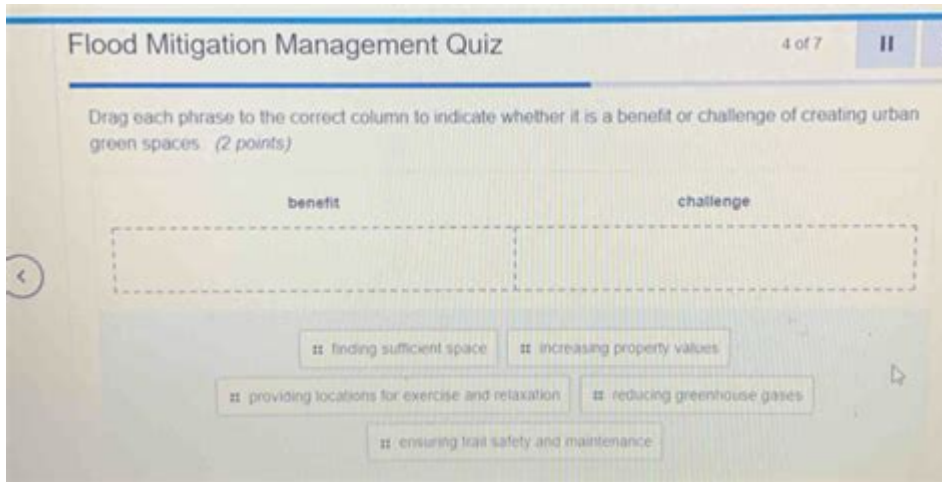 Flood Mitigation Management Quiz
4 of 7
Drag each phrase to the correct column to indicate whether it is a benefit or challenge of creating urban
green spaces. (2 points)
benefit
challenge
finding sufficient space
increasing property values
providing locations for exercise and relaxation
reducing greenhouse gases
ensuring trail safety and maintenance